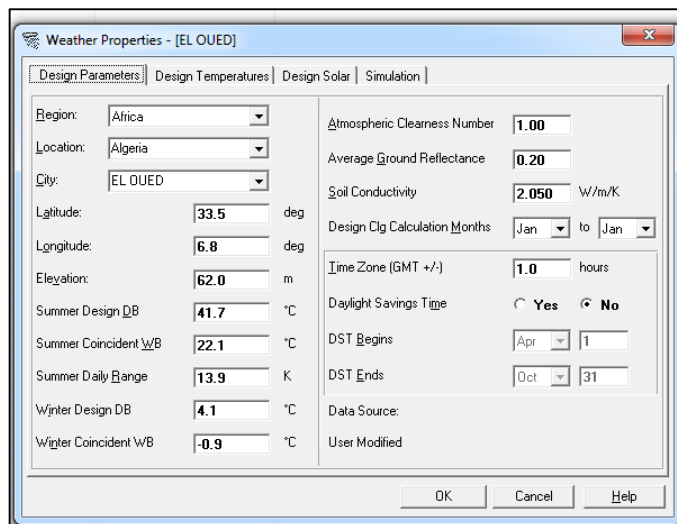 Weather Properties - [EL OUED]
Design Parameters Design Temperatures Design Solar Simulation
Region: Africa
Location: Algeria
City: EL OUED
Latitude: 33.5 deg
Longitude: 6.8 deg
Elevation: 62.0 m
Summer Design DB 41.7 °C
Summer Coincident WB 22.1 °C
Summer Daily Range 13.9 K
Winter Design DB 4.1 °C
Winter Coincident WB -0.9 °C
Atmospheric Clearness Number 1.00
Average Ground Reflectance 0.20
Soil Conductivity 2.050 W/m/K
Design Clg Calculation Months Jan to Jan
Time Zone (GMT +/-) 1.0 hours
Daylight Savings Time Yes No
DST Begins Apr 1
DST Ends Oct 31
Data Source:
User Modified
OK Cancel Help